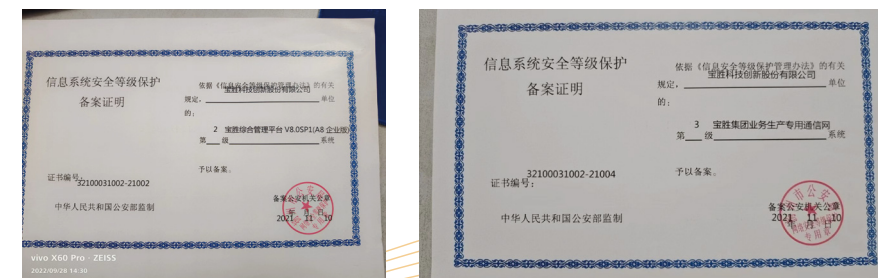 信息系统安全等级保护
备案证明
依据《信息安全等级保护管理办法》的有关
规定，宝胜科技创新股份有限公司单位
的：
2 宝胜综合管理平台 V8.0SP1(A8 企业版)
第 级 系统
予以备案。
证书编号：32100031002-21002
中华人民共和国公安部监制
备案公安机关公章
年 月 日
2021 11 10
vivo X60 Pro · ZEISS
2022/09/28 14:30
信息系统安全等级保护
备案证明
依据《信息安全等级保护管理办法》的有关
规定，宝胜科技创新股份有限公司单位
的：
3 宝胜集团业务生产专用通信网
第 级 系统
予以备案。
证书编号：32100031002-21004
中华人民共和国公安部监制
备案公安机关公章
2021 11 10
年 月 日